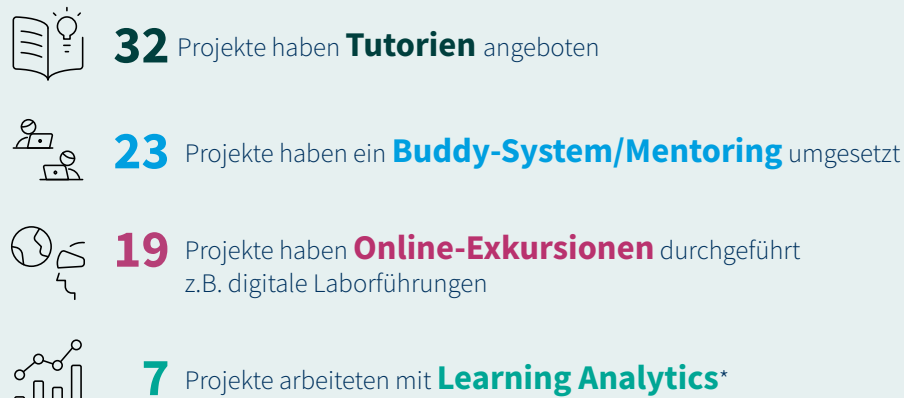 32 Projekte haben Tutorien angeboten
23 Projekte haben ein Buddy-System/Mentoring umgesetzt
19 Projekte haben Online-Exkursionen durchgeführt
z.B. digitale Laborführungen
7 Projekte arbeiteten mit Learning Analytics*